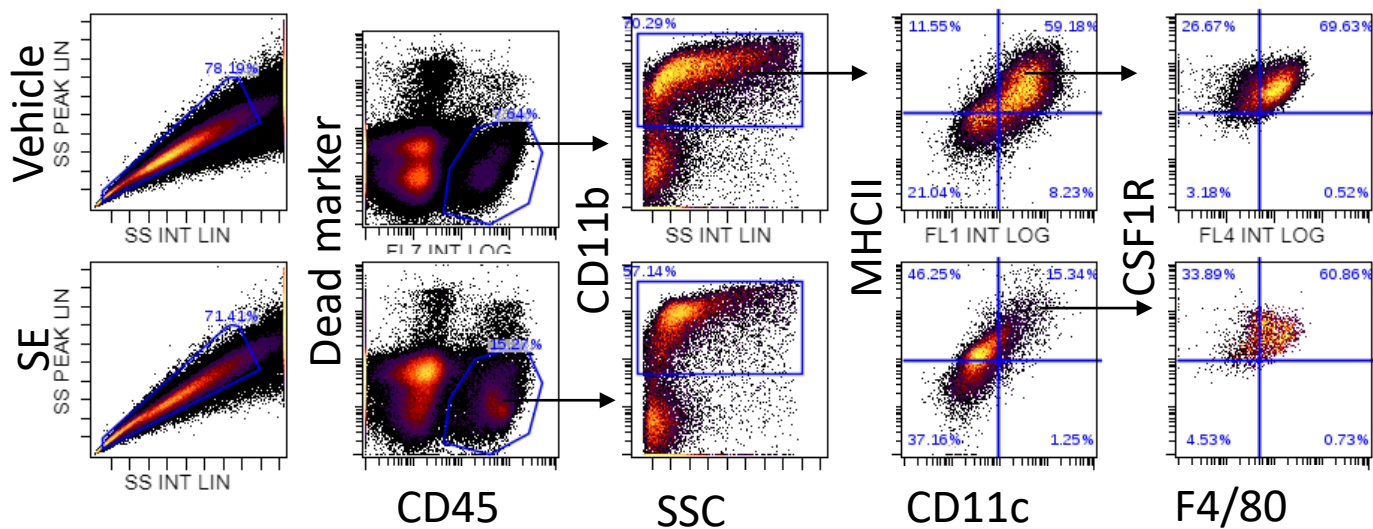 Vehicle
SS PEAK LIN
78.19%
SS INT LIN
Dead marker
7.64%
FL7 INT LOG
CD11b
70.29%
SS INT LIN
MHCII
11.55% 59.18%
21.04% 8.23%
FL1 INT LOG
CSF1R
26.67% 69.63%
3.18% 0.52%
FL4 INT LOG
SE
SS PEAK LIN
71.41%
SS INT LIN
15.27%
57.14%
46.25% 15.34%
37.16% 1.25%
33.89% 60.86%
4.53% 0.73%
CD45
SSC
CD11c
F4/80